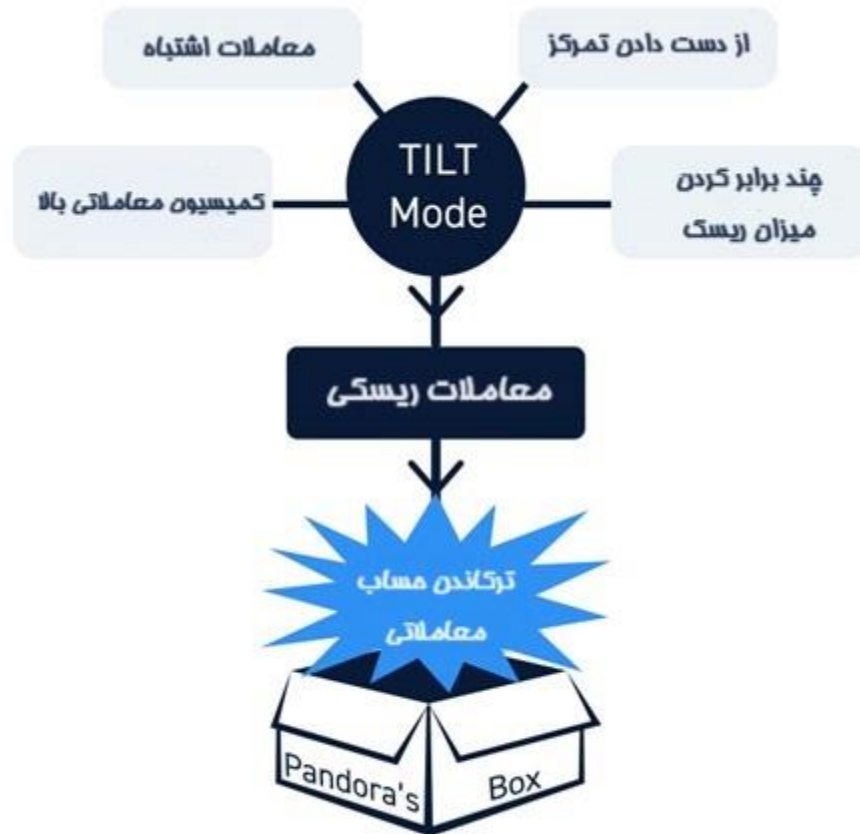 از دست دادن تمرکز
معاملات اشتباه
TILT
Mode
چند برابر کردن
میزان ریسک
کمیسیون معاملاتی بالا
معاملات ریسکی
ترکاندن حساب
معاملاتی
Pandora's
Box